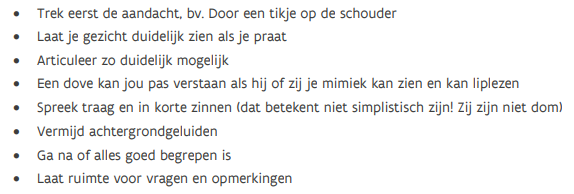 • Trek eerst de aandacht, bv. Door een tikje op de schouder
• Laat je gezicht duidelijk zien als je praat
• Articuleer zo duidelijk mogelijk
• Een dove kan jou pas verstaan als hij of zij je mimiek kan zien en kan liplezen
• Spreek traag en in korte zinnen (dat betekent niet simplistisch zijn! Zij zijn niet dom)
• Vermijd achtergrondgeluiden
• Ga na of alles goed begrepen is
• Laat ruimte voor vragen en opmerkingen